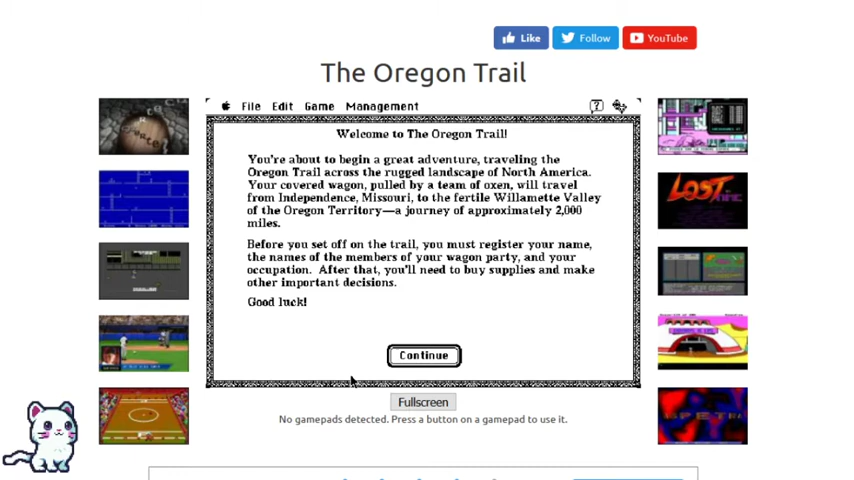 Like Follow YouTube
The Oregon Trail
File Edit Game Management ?
Welcome to The Oregon Trail!
You're about to begin a great adventure, traveling the
Oregon Trail across the rugged landscape of North America.
Your covered wagon, pulled by a team of oxen, will travel
from Independence, Missouri, to the fertile Willamette Valley
of the Oregon Territory—a journey of approximately 2,000
miles.
Before you set off on the trail, you must register your name,
the names of the members of your wagon party, and your
occupation. After that, you'll need to buy supplies and make
other important decisions.
Good luck!
Continue
Fullscreen
No gamepads detected. Press a button on a gamepad to use it.
LOST